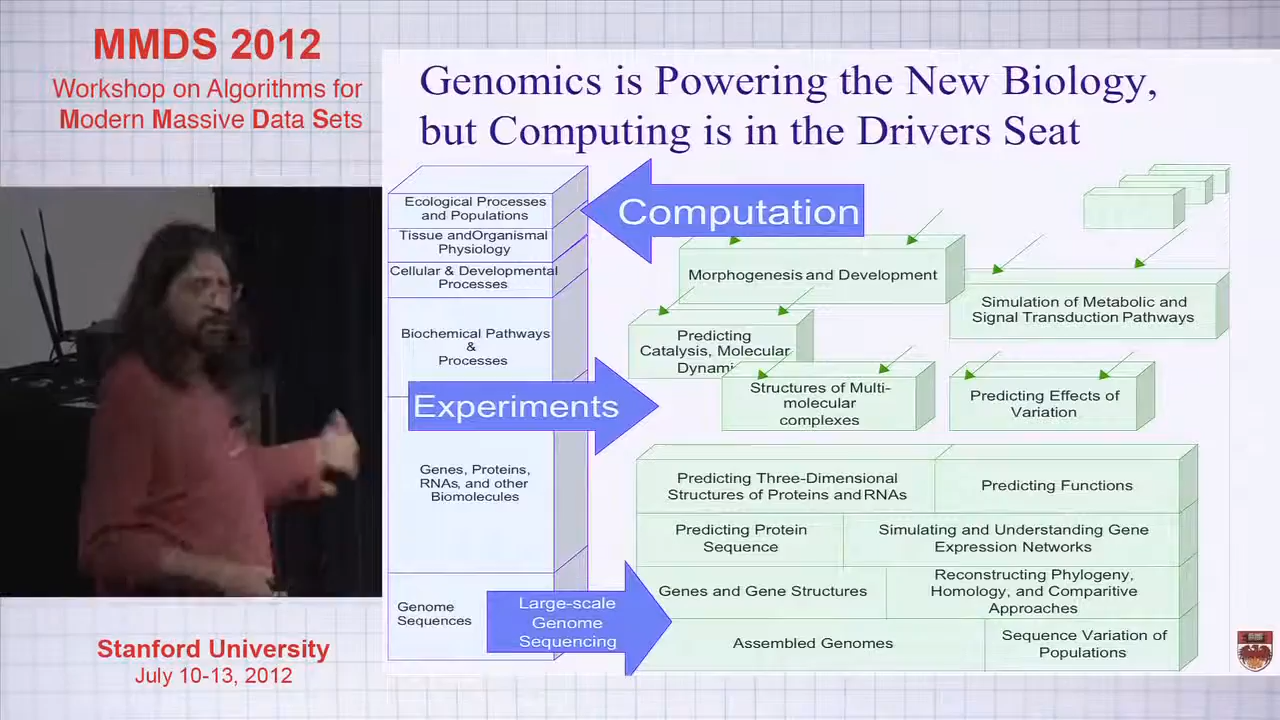 MMDS 2012
Workshop on Algorithms for
Modern Massive Data Sets
Genomics is Powering the New Biology,
but Computing is in the Drivers Seat
Ecological Processes
and Populations
Tissue andOrganismal
Physiology
Cellular & Developmental
Processes
Biochemical Pathways
&
Processes
Experiments
Genes, Proteins,
RNAs, and other
Biomolecules
Genome
Sequences
Large-scale
Genome
Sequencing
Computation
Morphogenesis and Development
Simulation of Metabolic and
Signal Transduction Pathways
Predicting
Catalysis, Molecular
Dynami
Structures of Multi-
molecular
complexes
Predicting Effects of
Variation
Predicting Three-Dimensional
Structures of Proteins and RNAs
Predicting Functions
Predicting Protein
Sequence
Simulating and Understanding Gene
Expression Networks
Genes and Gene Structures
Reconstructing Phylogeny,
Homology, and Comparitive
Approaches
Assembled Genomes
Sequence Variation of
Populations
Stanford University
July 10-13, 2012